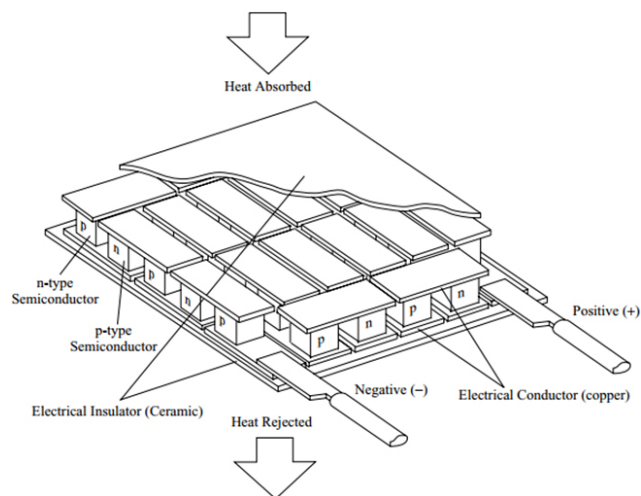 Heat Absorbed
p
n
p
n
p
p
n
p
n
n-type
Semiconductor
p-type
Semiconductor
Positive (+)
Negative (−)
Electrical Insulator (Ceramic)
Electrical Conductor (copper)
Heat Rejected